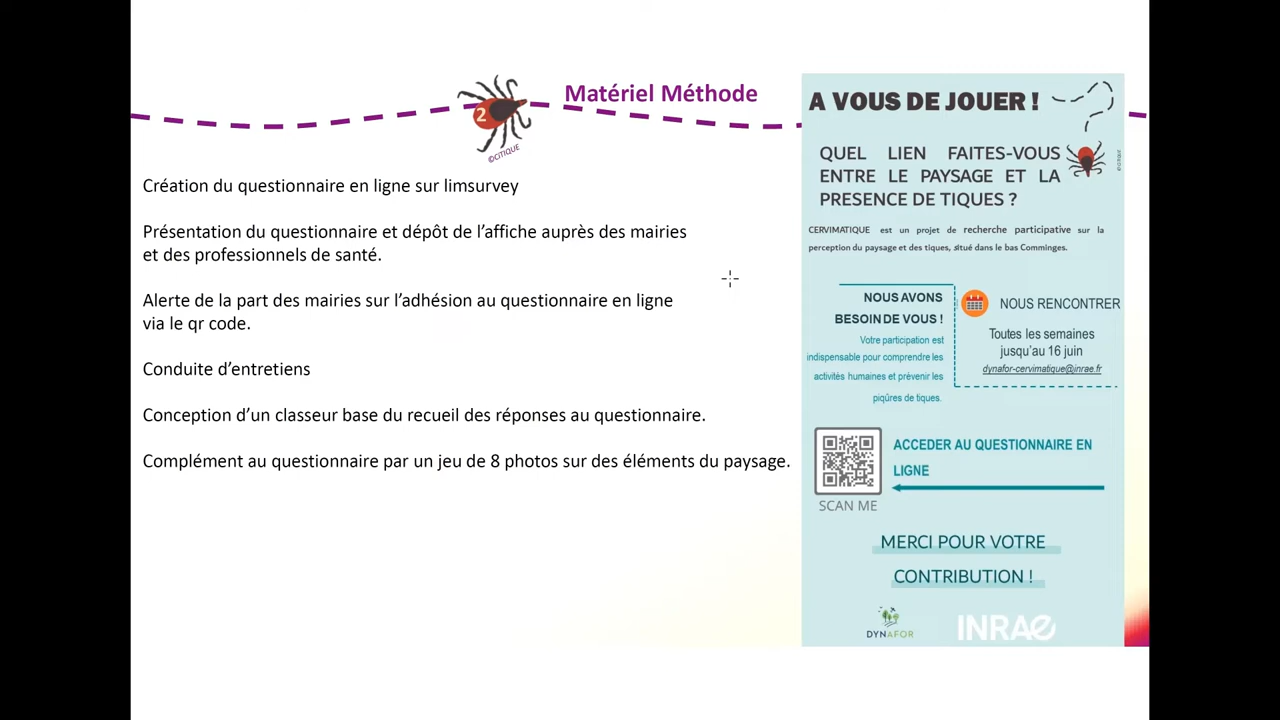 Matériel Méthode
2
©CITIQUE
Création du questionnaire en ligne sur limsurvey
Présentation du questionnaire et dépôt de l’affiche auprès des mairies
et des professionnels de santé.
Alerte de la part des mairies sur l’adhésion au questionnaire en ligne
via le qr code.
Conduite d’entretiens
Conception d’un classeur base du recueil des réponses au questionnaire.
Complément au questionnaire par un jeu de 8 photos sur des éléments du paysage.
A VOUS DE JOUER !
QUEL LIEN FAITES-VOUS
ENTRE LE PAYSAGE ET LA
PRESENCE DE TIQUES ?
CERVIMATIQUE est un projet de recherche participative sur la
perception du paysage et des tiques, situé dans le bas Comminges.
NOUS AVONS
BESOIN DE VOUS !
Votre participation est
indispensable pour comprendre les
activités humaines et prévenir les
piqûres de tiques.
NOUS RENCONTRER
Toutes les semaines
jusqu’au 16 juin
dynafor-cervimatique@inrae.fr
ACCEDER AU QUESTIONNAIRE EN
LIGNE
SCAN ME
MERCI POUR VOTRE
CONTRIBUTION !
DYNAFOR
INRAE